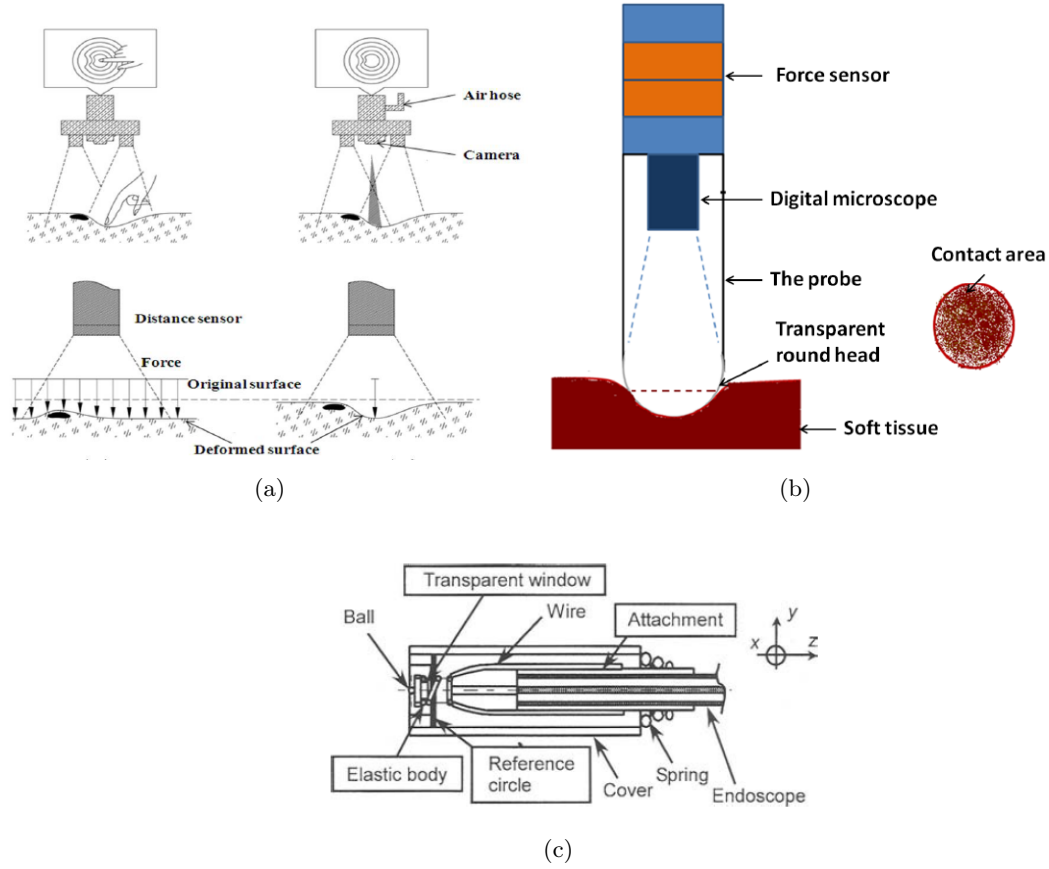 Air hose
Camera
Distance sensor
Force
Original surface
Deformed surface
(a)
Force sensor
Digital microscope
The probe
Contact area
Transparent
round head
Soft tissue
(b)
Transparent window
Ball
Wire
Attachment
y
x
z
Elastic body
Reference
circle
Cover
Spring
Endoscope
(c)